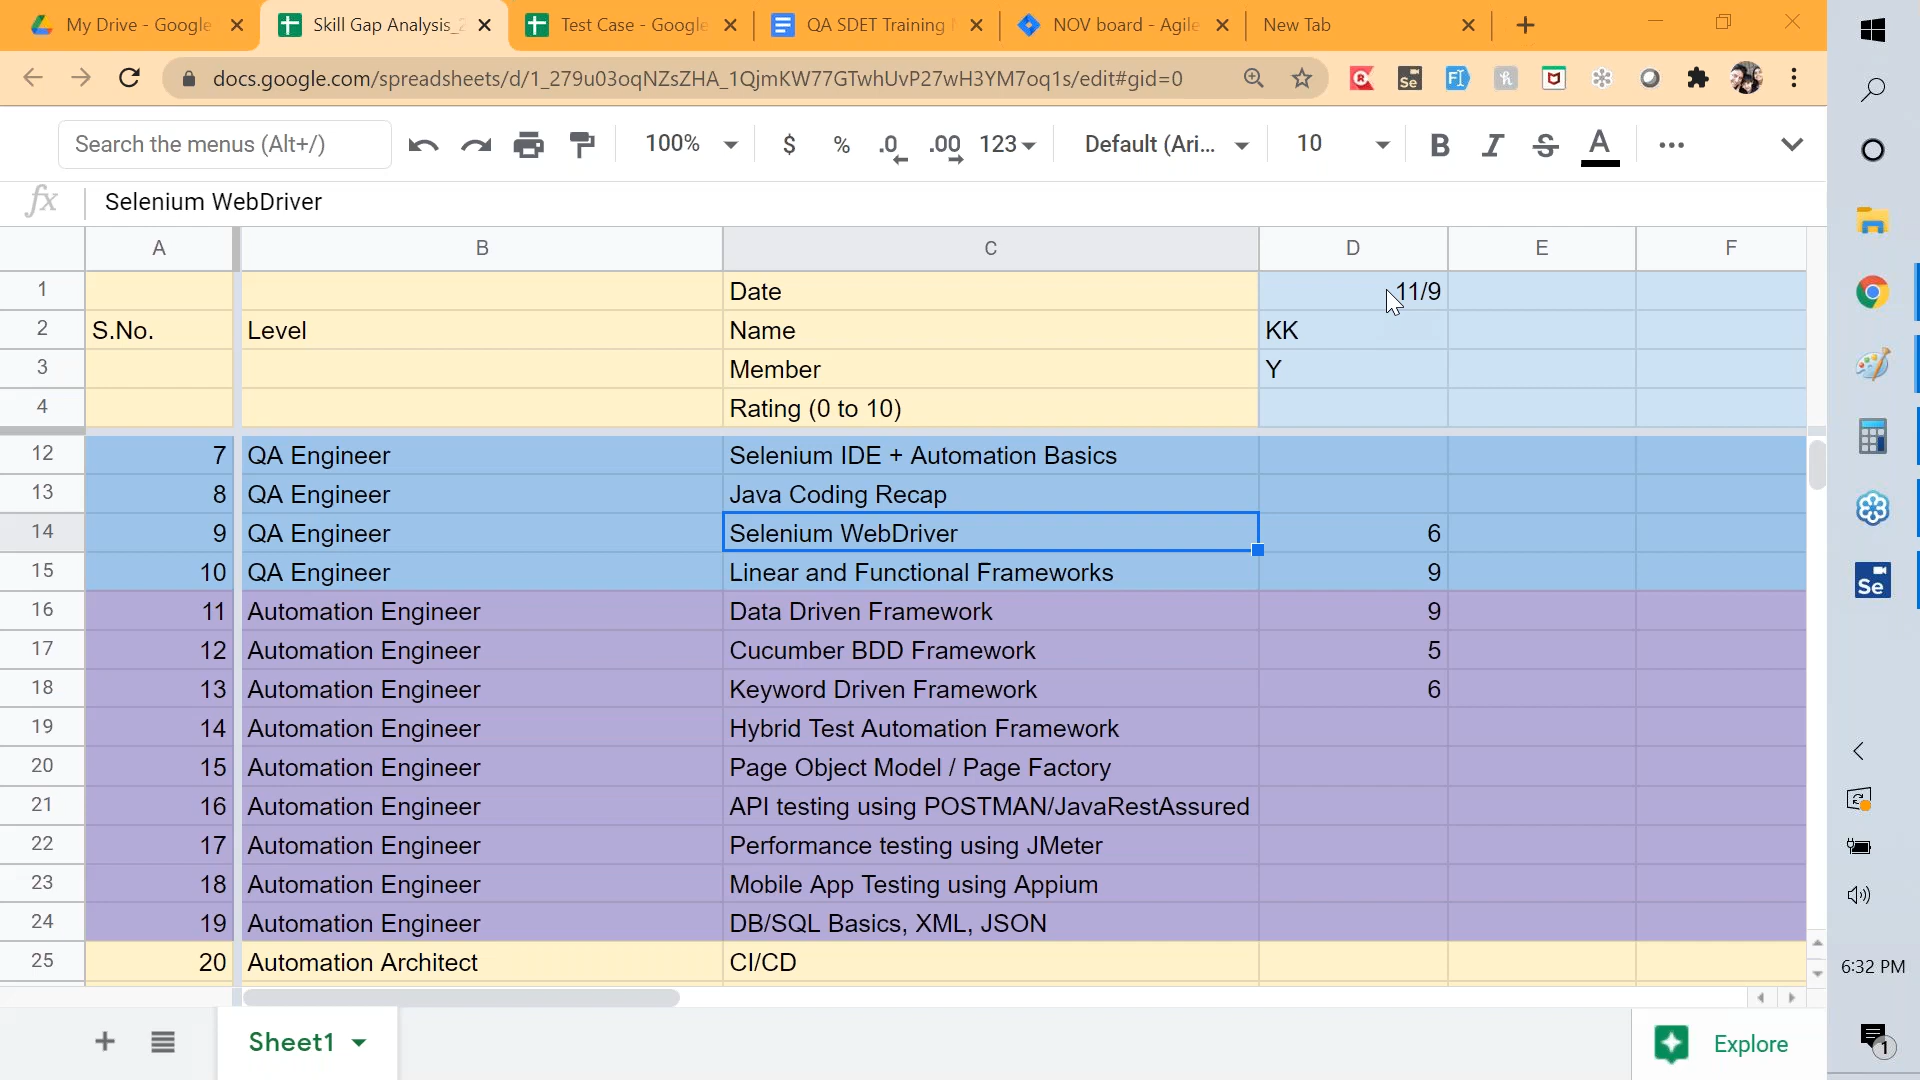 My Drive - Google
Skill Gap Analysis_2
Test Case - Google
QA SDET Training
NOV board - Agile
New Tab
docs.google.com/spreadsheets/d/1_279u03oqNZsZHA_1QjmKW77GTwhUvP27wH3YM7oq1s/edit#gid=0
Search the menus (Alt+/)
100%
$ % .0 .00 123
Default (Ari...
10
B I S A
fx Selenium WebDriver
A B C D E F
1 Date 11/9
2 S.No. Level Name KK
3 Member Y
4 Rating (0 to 10)
12 7 QA Engineer Selenium IDE + Automation Basics
13 8 QA Engineer Java Coding Recap
14 9 QA Engineer Selenium WebDriver 6
15 10 QA Engineer Linear and Functional Frameworks 9
16 11 Automation Engineer Data Driven Framework 9
17 12 Automation Engineer Cucumber BDD Framework 5
18 13 Automation Engineer Keyword Driven Framework 6
19 14 Automation Engineer Hybrid Test Automation Framework
20 15 Automation Engineer Page Object Model / Page Factory
21 16 Automation Engineer API testing using POSTMAN/JavaRestAssured
22 17 Automation Engineer Performance testing using JMeter
23 18 Automation Engineer Mobile App Testing using Appium
24 19 Automation Engineer DB/SQL Basics, XML, JSON
25 20 Automation Architect CI/CD
Sheet1
Explore
Se
6:32 PM
1